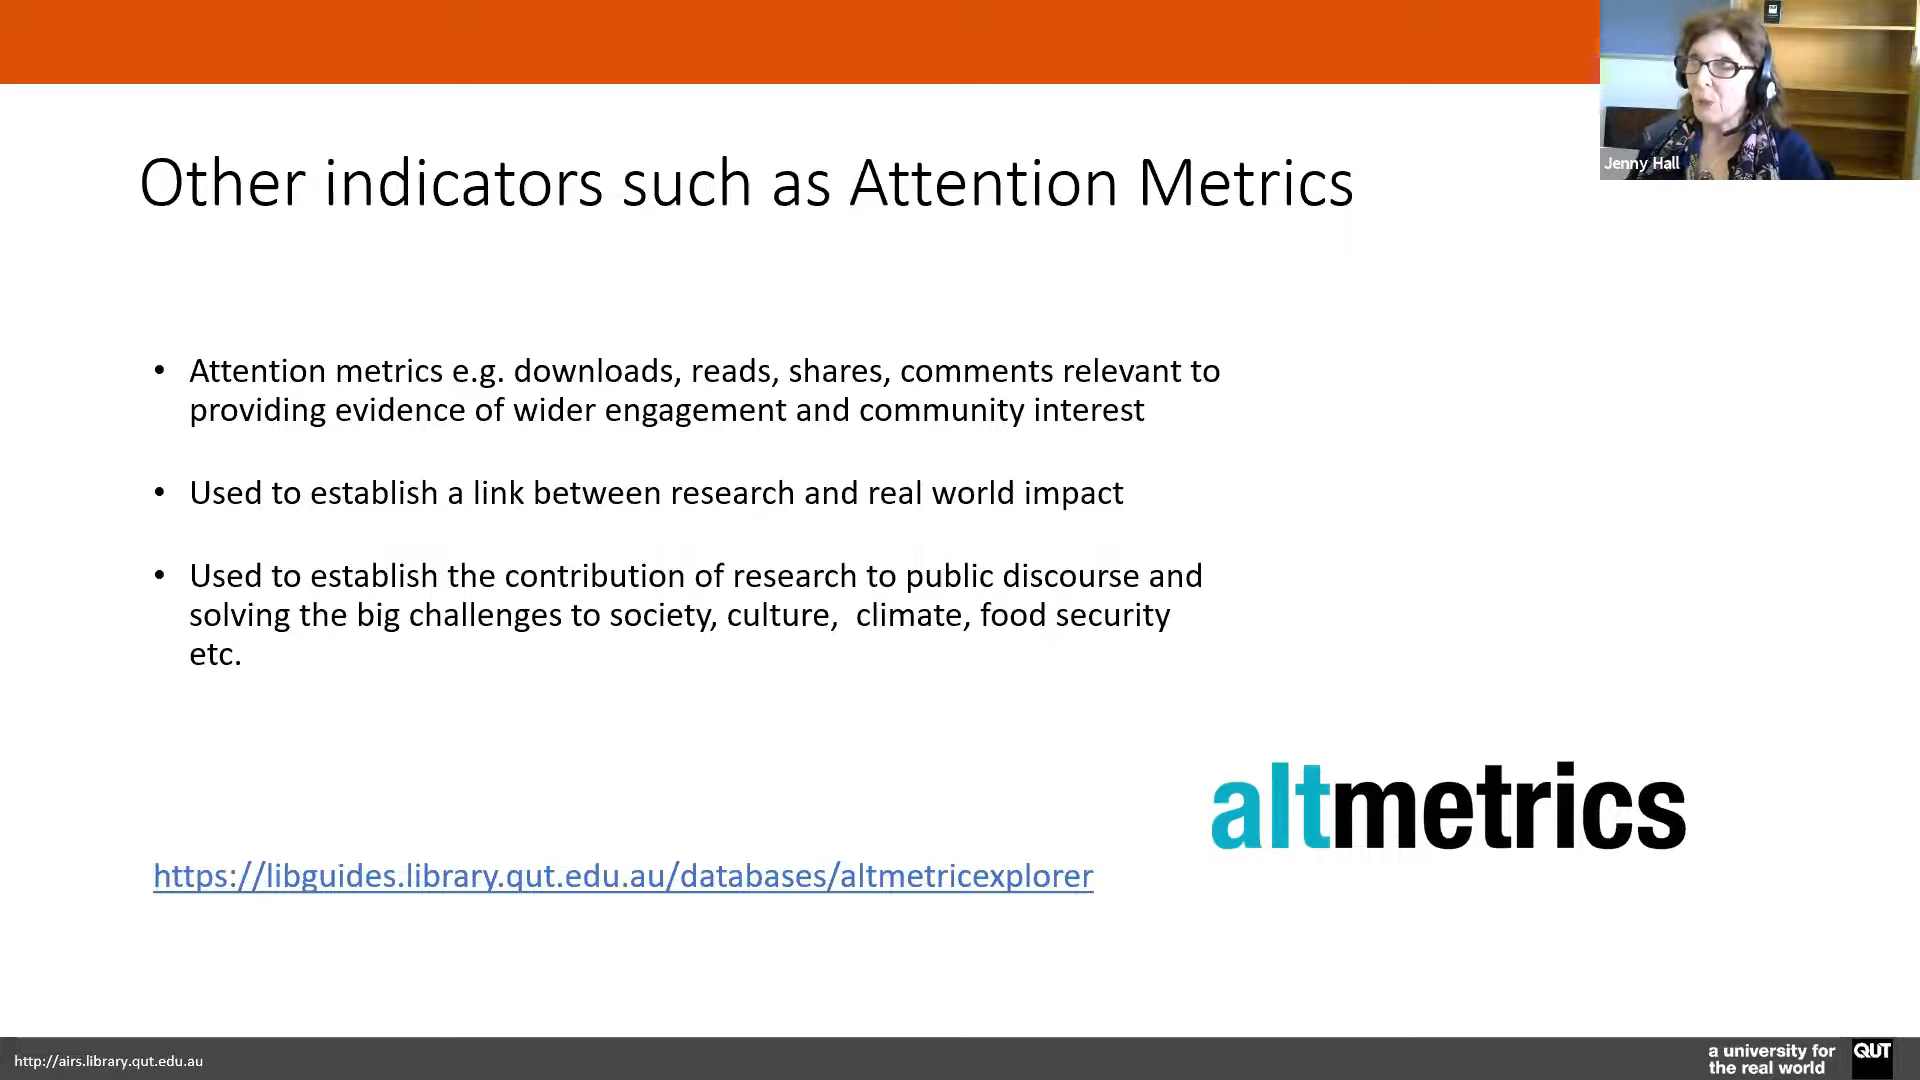 Jenny Hall
Other indicators such as Attention Metrics
• Attention metrics e.g. downloads, reads, shares, comments relevant to
providing evidence of wider engagement and community interest
• Used to establish a link between research and real world impact
• Used to establish the contribution of research to public discourse and
solving the big challenges to society, culture,  climate, food security
etc.
altmetrics
https://libguides.library.qut.edu.au/databases/altmetricexplorer
http://airs.library.qut.edu.au
a university for
the real world
QUT